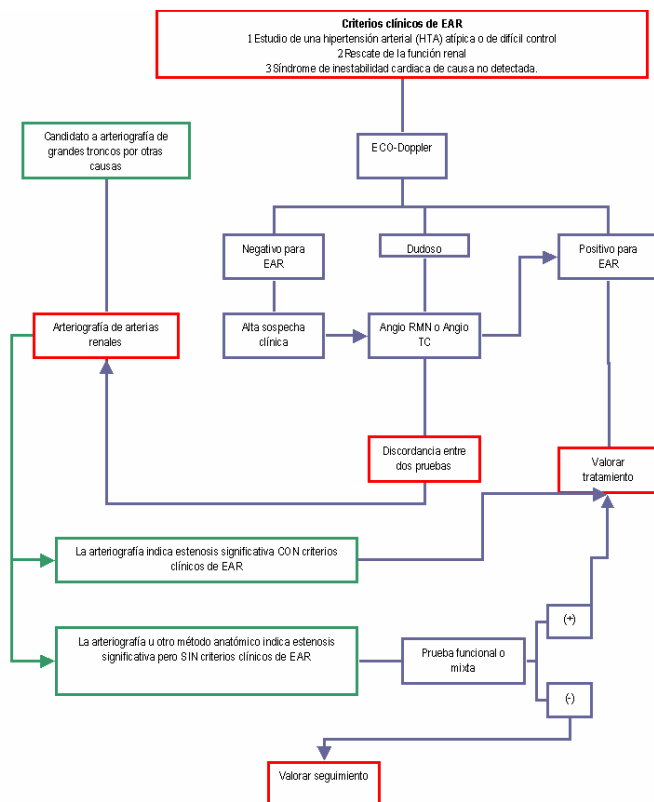 Criterios clínicos de EAR
1 Estudio de una hipertensión arterial (HTA) atípica o de difícil control
2 Rescate de la función renal
3 Síndrome de inestabilidad cardiaca de causa no detectada.
Candidato a arteriografía de
grandes troncos por otras
causas
ECO-Doppler
Negativo para
EAR
Dudoso
Positivo para
EAR
Arteriografía de arterias
renales
Alta sospecha
clínica
Angio RMN o Angio
TC
Discordancia entre
dos pruebas
Valorar
tratamiento
La arteriografía indica estenosis significativa CON criterios
clínicos de EAR
La arteriografía u otro método anatómico indica estenosis
significativa pero SIN criterios clínicos de EAR
Prueba funcional o
mixta
(+)
(-)
Valorar seguimiento